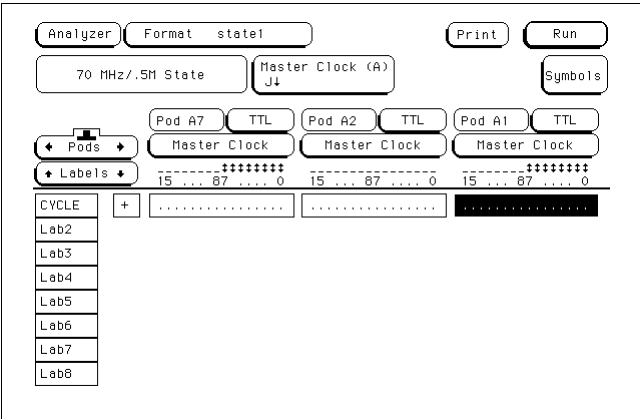 Analyzer Format state1 Print Run
70 MHz/.5M State Master Clock (A) Symbols
J↓
Pod A7 TTL Pod A2 TTL Pod A1 TTL
← Pods → Master Clock Master Clock Master Clock
↑ Labels ↓ -------↕↕↕↕↕↕↕↕ ---------------- -------↕↕↕↕↕↕↕↕
15 ... 87 .... 0 15 ... 87 .... 0 15 ... 87 .... 0
CYCLE + ................ ................ ................
Lab2
Lab3
Lab4
Lab5
Lab6
Lab7
Lab8